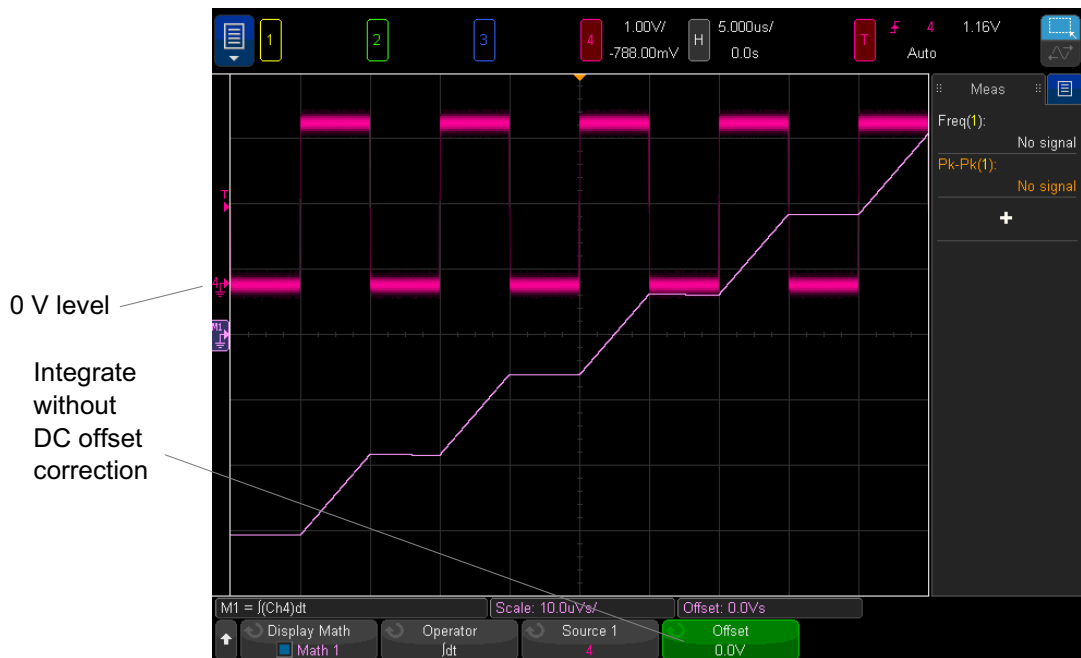 1
2
3
4
1.00V/
-788.00mV
H
5.000us/
0.0s
T
4
1.16V
Auto
Meas
Freq(1):
No signal
Pk-Pk(1):
No signal
+
T
4
M1
0 V level
Integrate
without
DC offset
correction
M1 = ∫(Ch4)dt
Scale: 10.0uVs/
Offset: 0.0Vs
Display Math
Math 1
Operator
∫dt
Source 1
4
Offset
0.0V